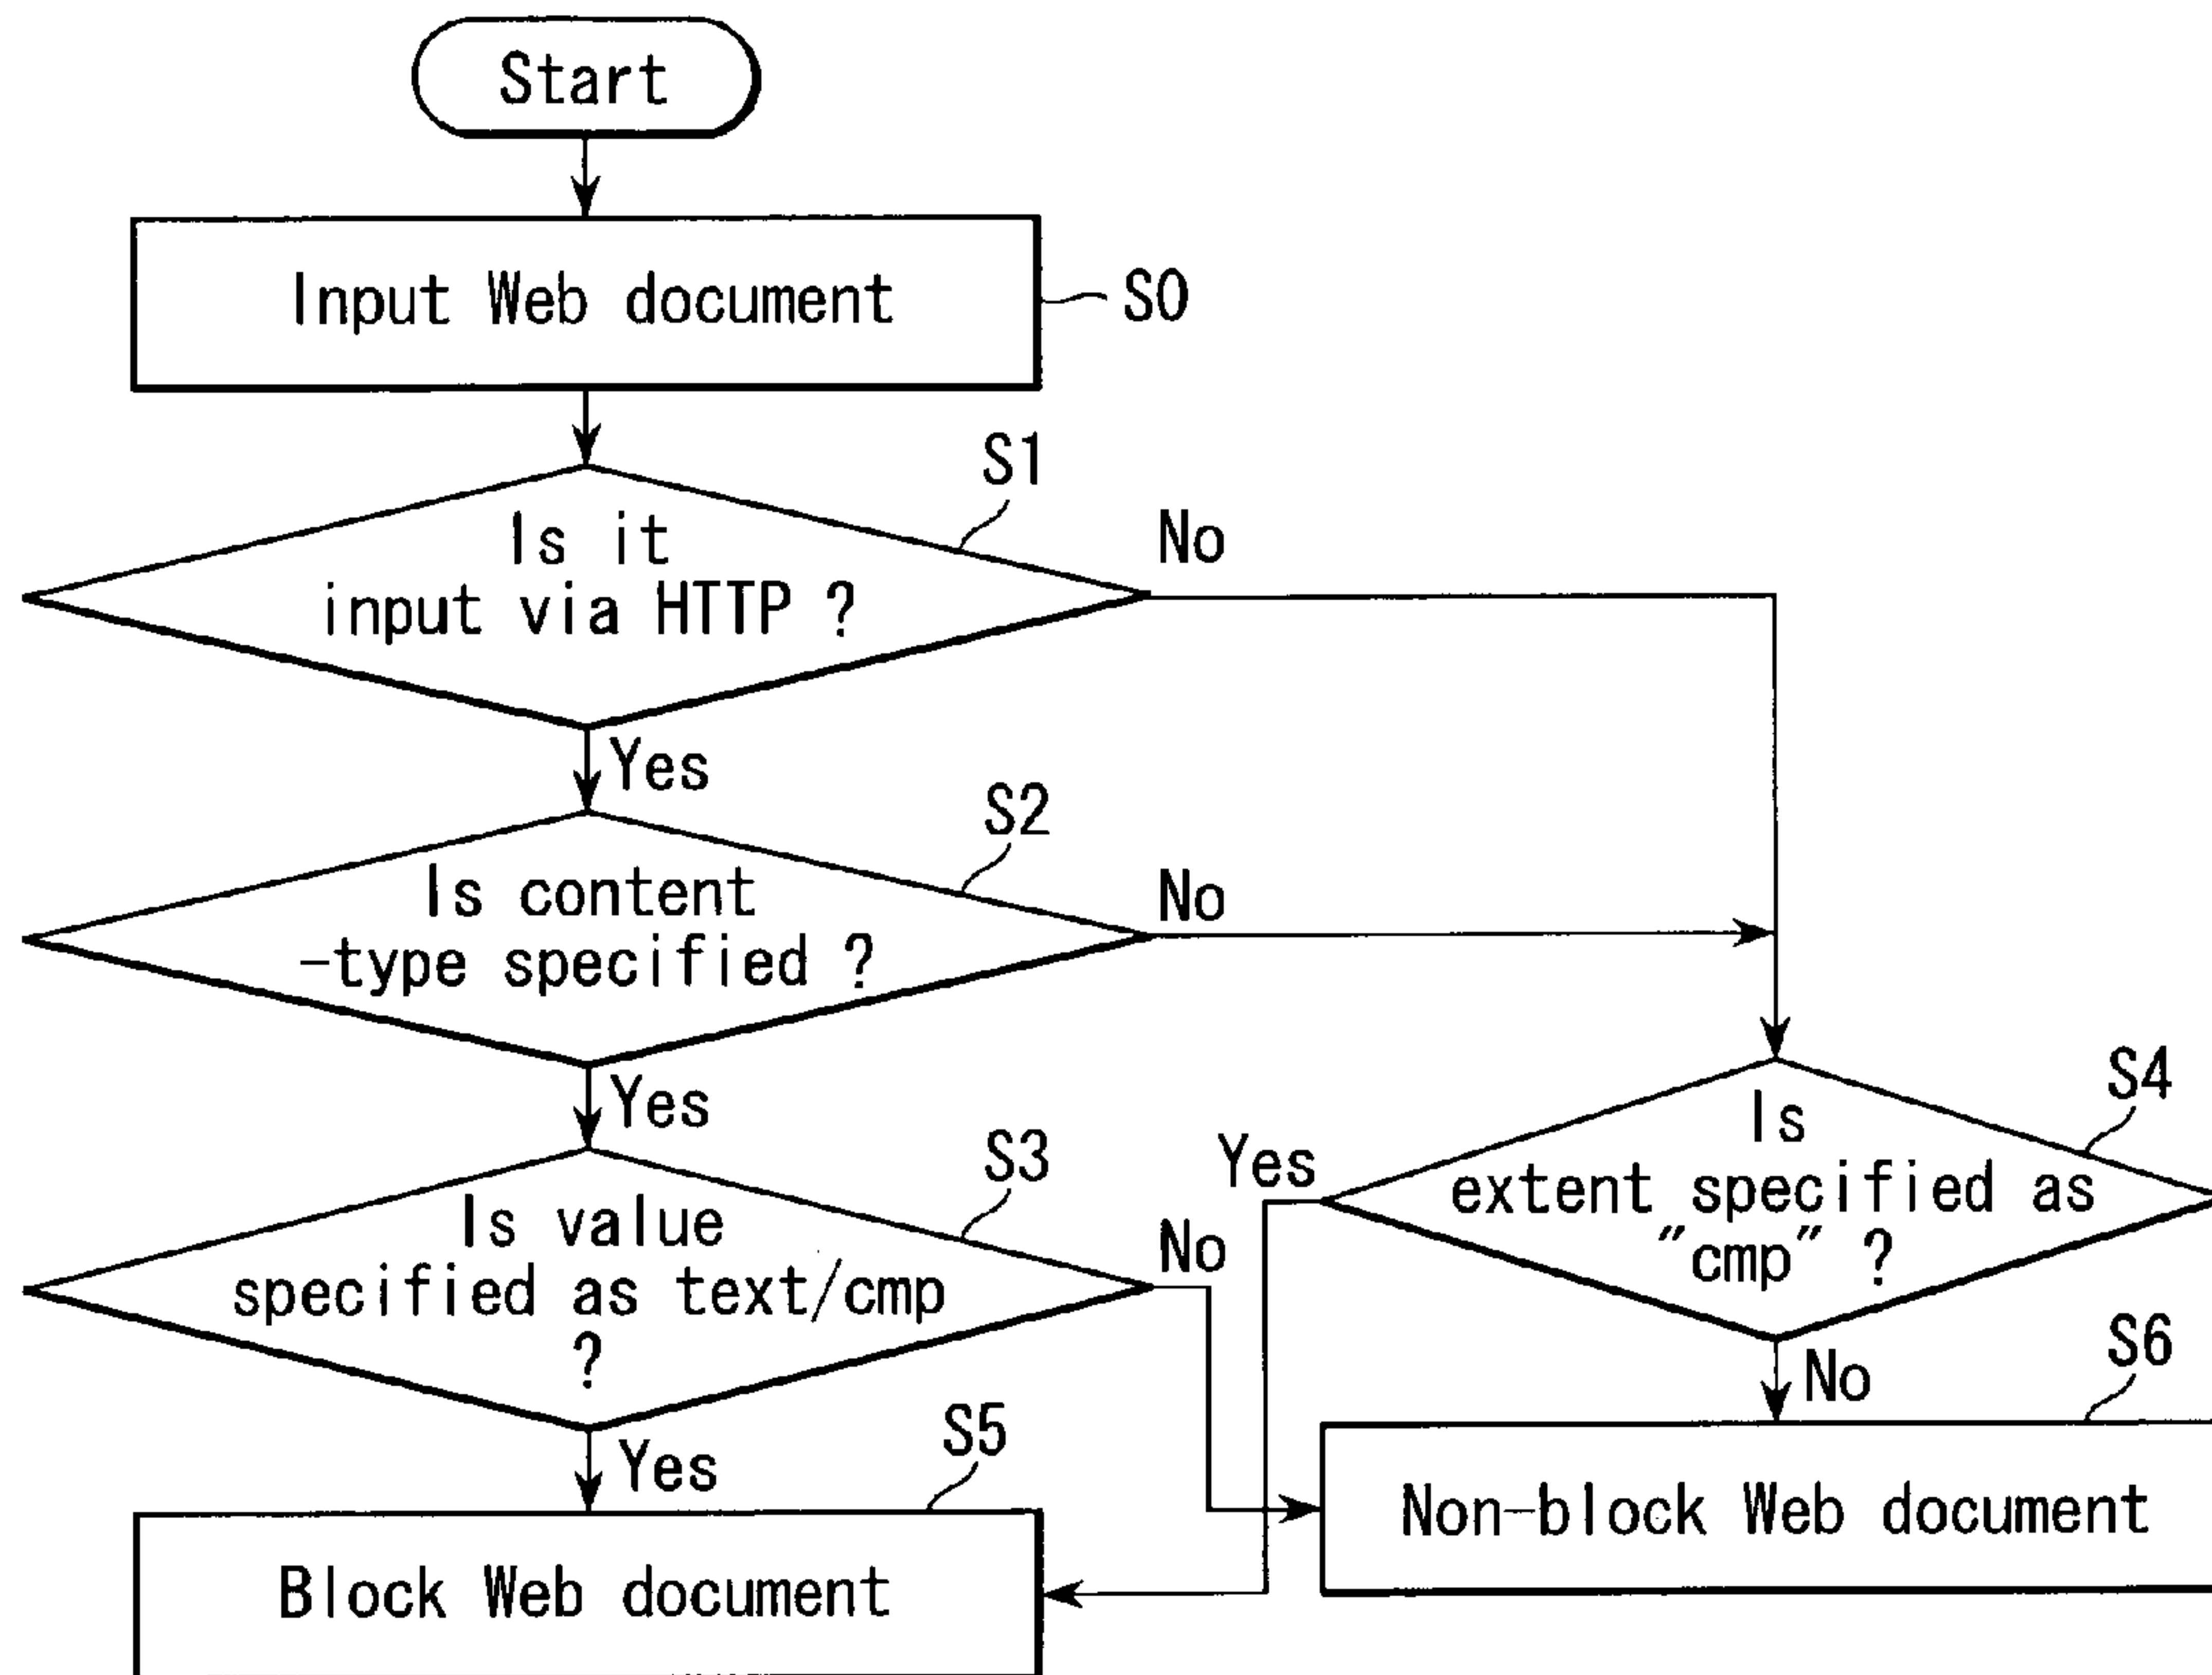 Start
Input Web document
S0
S1
Is it
input via HTTP ?
No
Yes
S2
Is content
-type specified ?
No
Yes
S3
Is value
specified as text/cmp
?
No
Yes
S4
Is
extent specified as
"cmp" ?
Yes
No
S5
Block Web document
S6
Non-block Web document